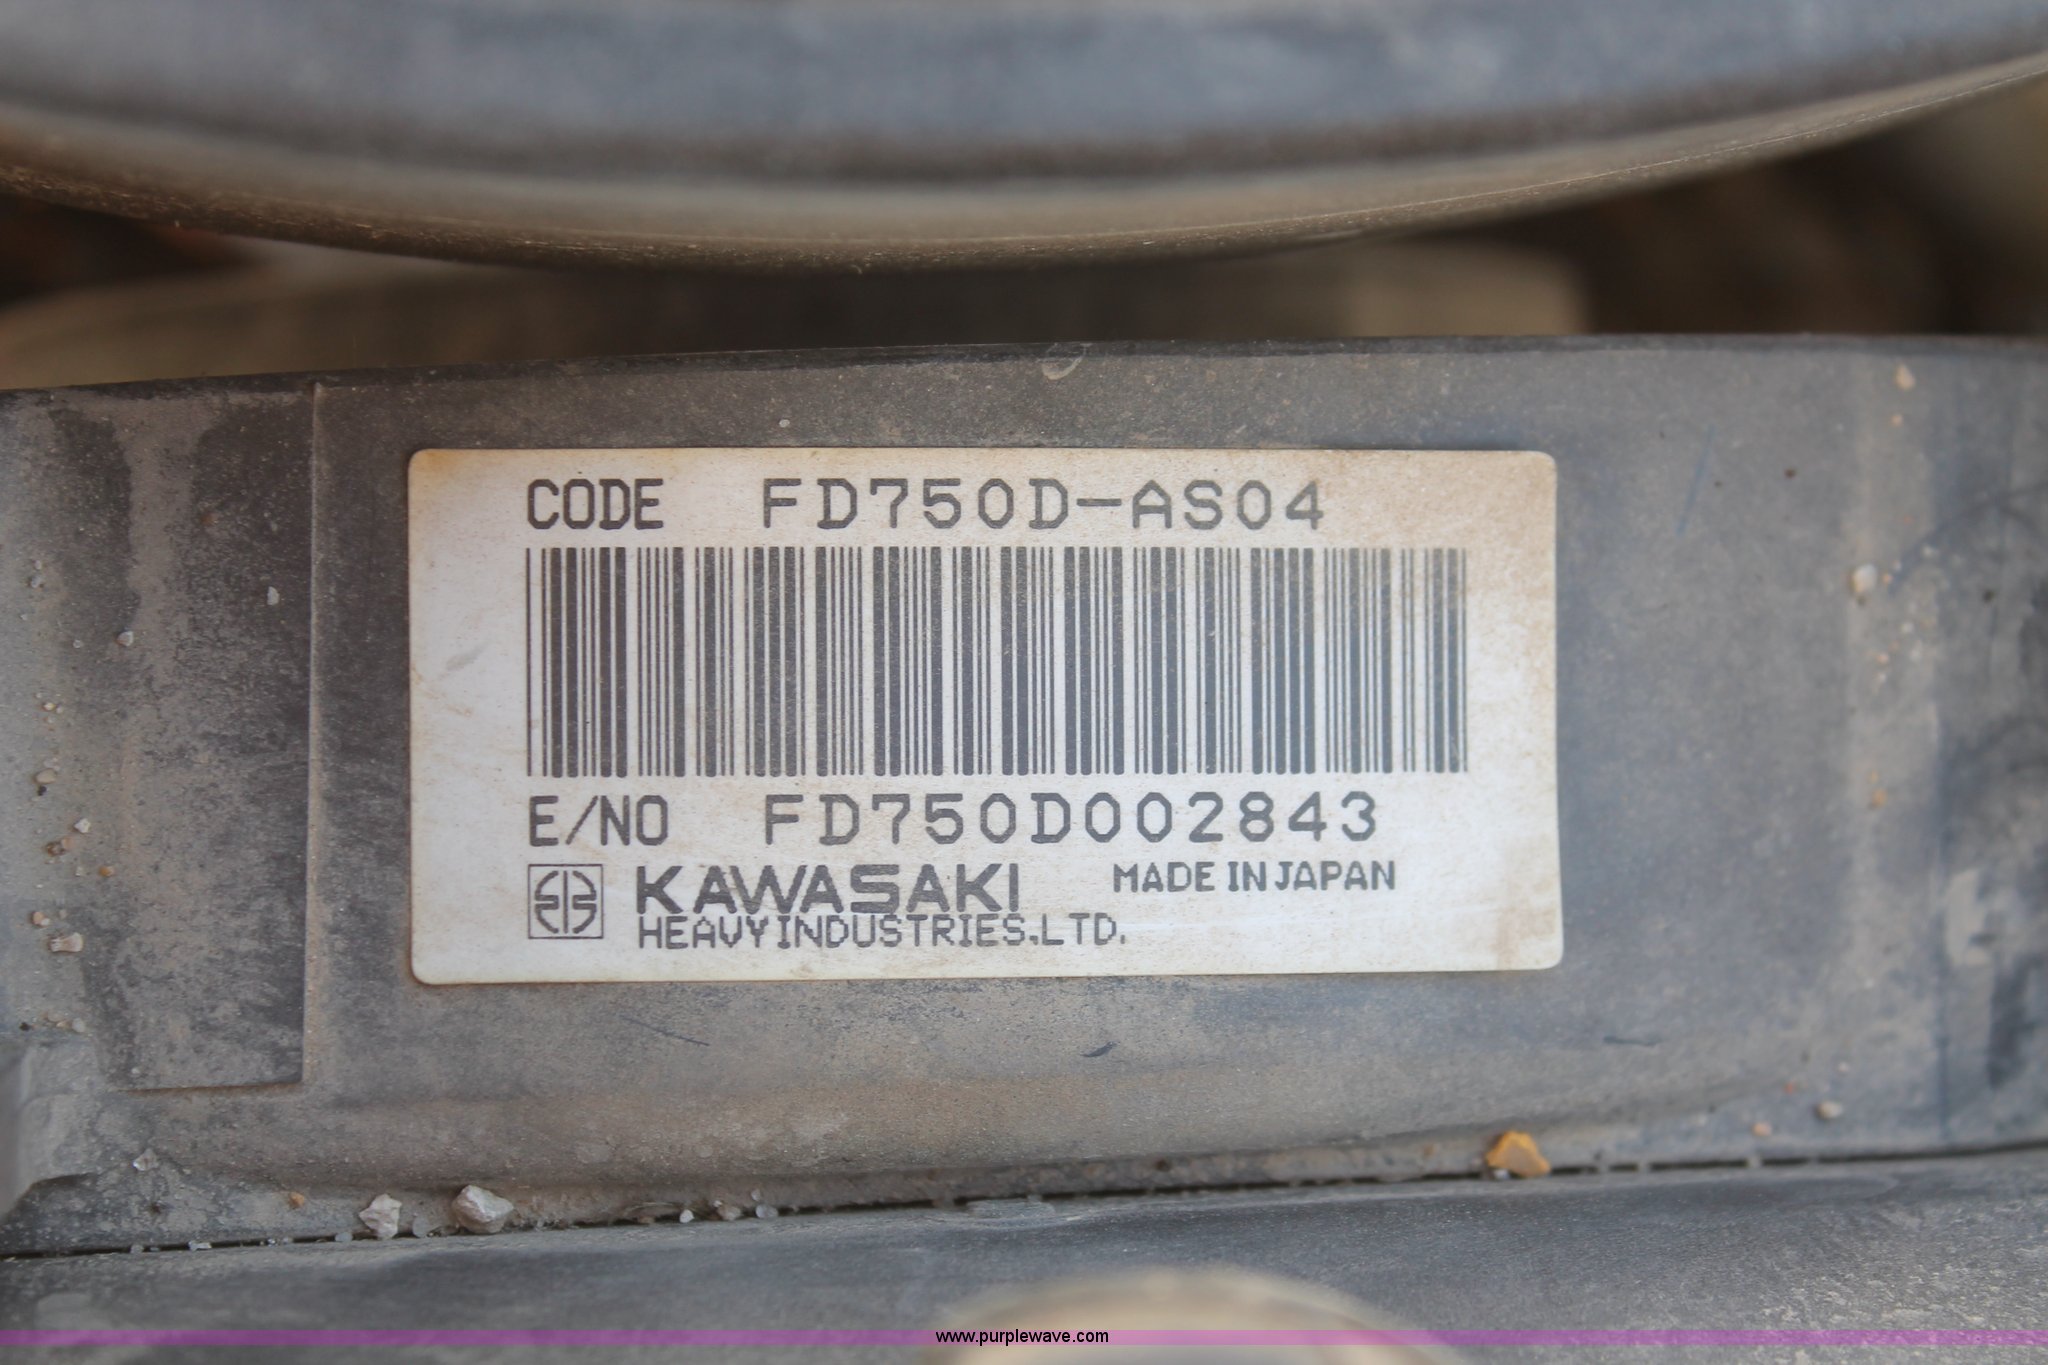 CODE FD750D-AS04
E/NO FD750D002843
KAWASAKI MADE IN JAPAN
HEAVY INDUSTRIES,LTD.
www.purplewave.com